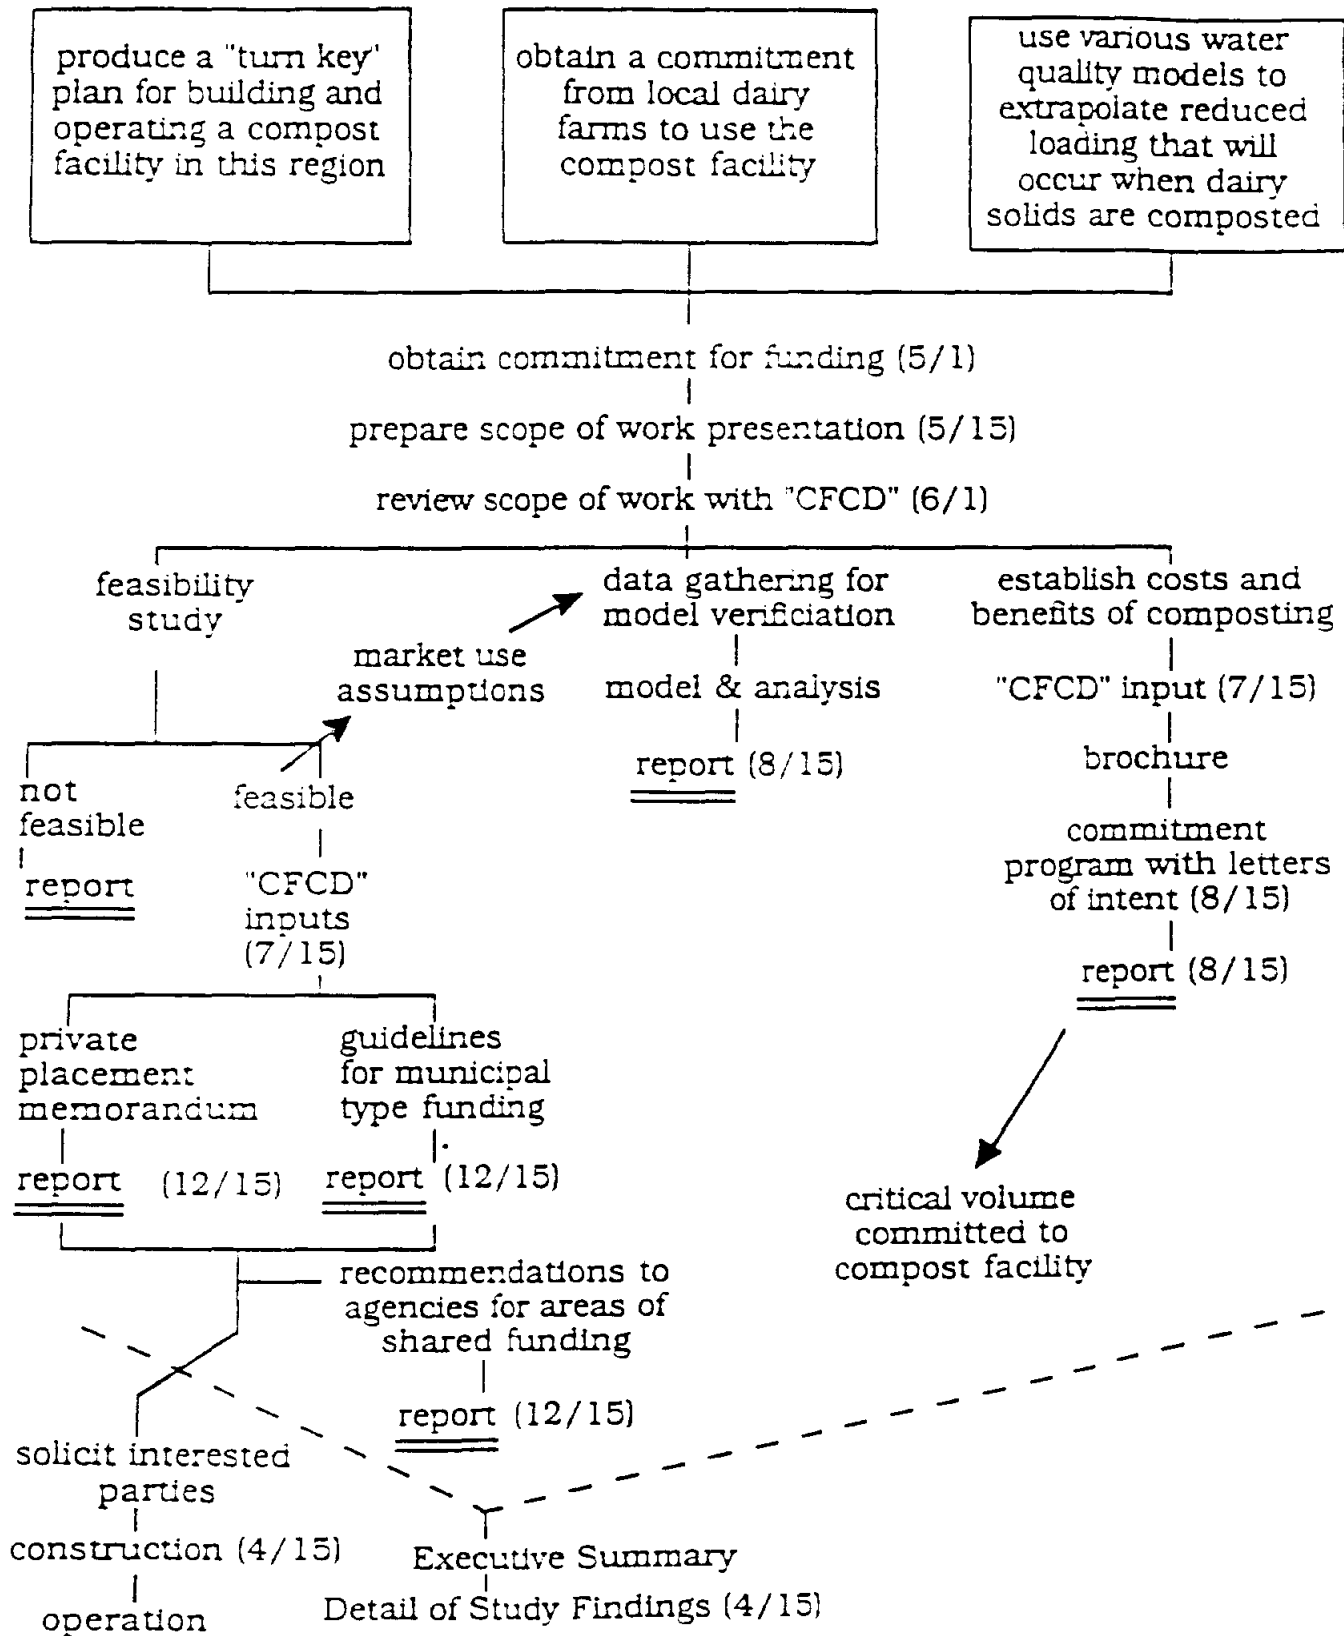 produce a "turn key"
plan for building and
operating a compost
facility in this region
obtain a commitment
from local dairy
farms to use the
compost facility
use various water
quality models to
extrapolate reduced
loading that will
occur when dairy
solids are composted
obtain commitment for funding (5/1)
prepare scope of work presentation (5/15)
review scope of work with "CFCD" (6/1)
feasibility
study
market use
assumptions
data gathering for
model verificiation
model & analysis
report (8/15)
establish costs and
benefits of composting
"CFCD" input (7/15)
brochure
commitment
program with letters
of intent (8/15)
report (8/15)
critical volume
committed to
compost facility
not
feasible
report
feasible
"CFCD"
inputs
(7/15)
private
placement
memorandum
report (12/15)
guidelines
for municipal
type funding
report (12/15)
recommendations to
agencies for areas of
shared funding
report (12/15)
solicit interested
parties
construction (4/15)
operation
Executive Summary
Detail of Study Findings (4/15)